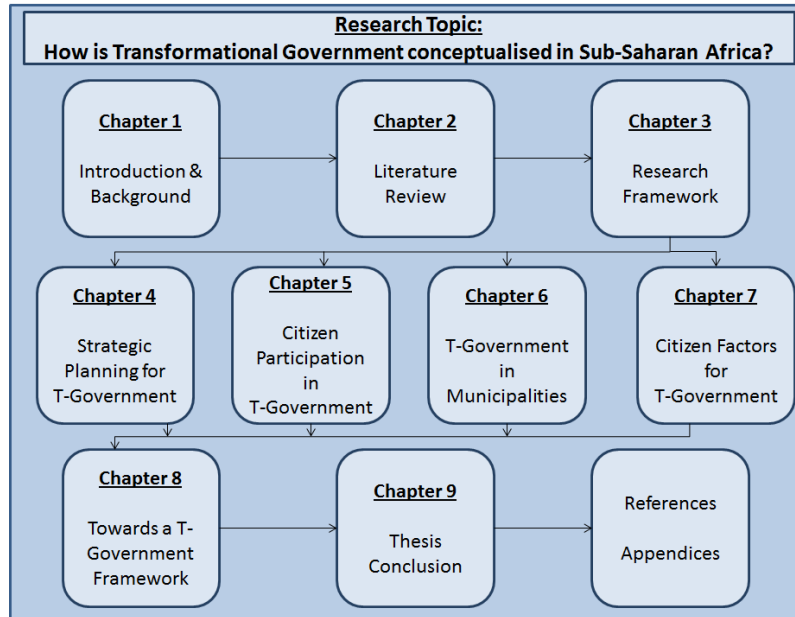 Research Topic:
How is Transformational Government conceptualised in Sub-Saharan Africa?
Chapter 1
Introduction &
Background
Chapter 2
Literature
Review
Chapter 3
Research
Framework
Chapter 4
Strategic
Planning for
T-Government
Chapter 5
Citizen
Participation
in
T-Government
Chapter 6
T-Government
in
Municipalities
Chapter 7
Citizen Factors
for
T-Government
Chapter 8
Towards a T-
Government
Framework
Chapter 9
Thesis
Conclusion
References
Appendices